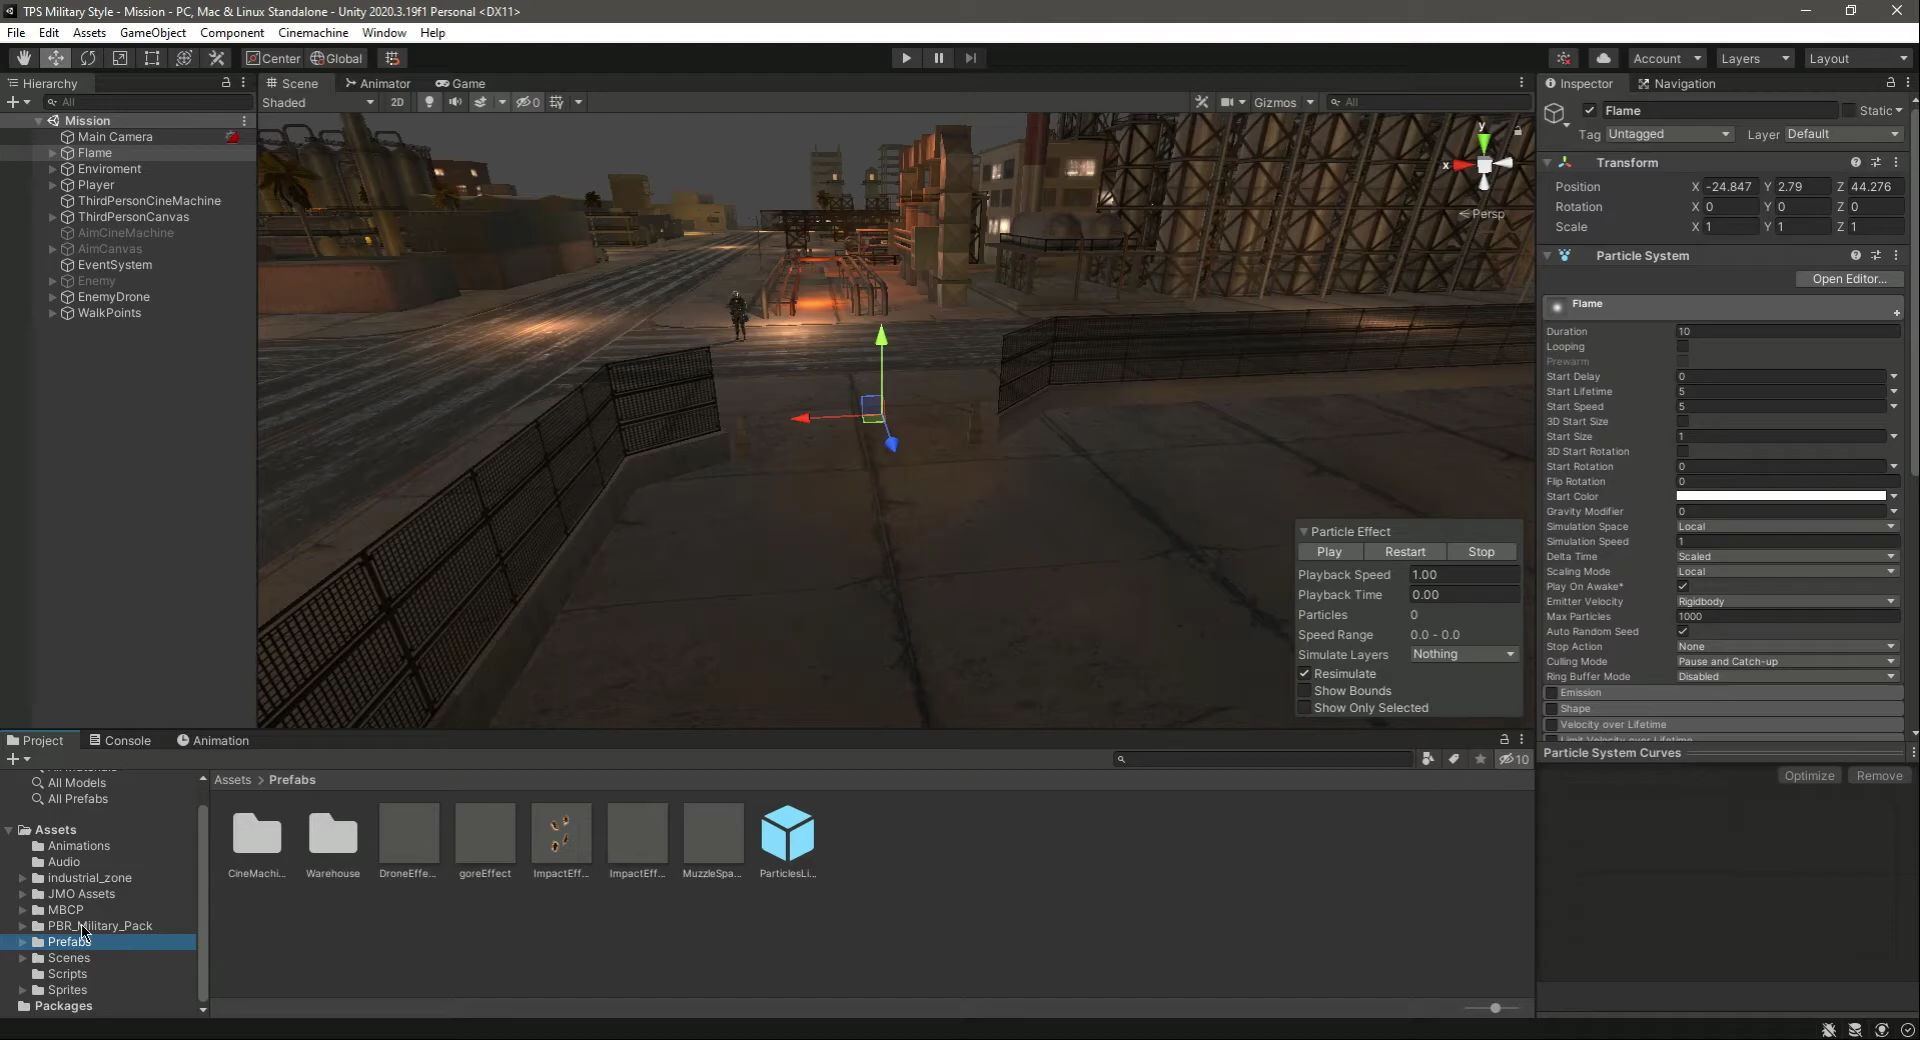 TPS Military Style - Mission - PC, Mac & Linux Standalone - Unity 2020.3.19f1 Personal <DX11>
File Edit Assets GameObject Component Cinemachine Window Help
Center Global Account Layers Layout
Hierarchy
All
Mission
Main Camera
Flame
Enviroment
Player
ThirdPersonCineMachine
ThirdPersonCanvas
AimCineMachine
AimCanvas
EventSystem
Enemy
EnemyDrone
WalkPoints
Scene Animator Game
Shaded 2D 0 Gizmos All
y
x
Persp
Particle Effect
Play Restart Stop
Playback Speed 1.00
Playback Time 0.00
Particles 0
Speed Range 0.0 - 0.0
Simulate Layers Nothing
Resimulate
Show Bounds
Show Only Selected
Inspector Navigation
Flame Static
Tag Untagged Layer Default
Transform
Position X -24.847 Y 2.79 Z 44.276
Rotation X 0 Y 0 Z 0
Scale X 1 Y 1 Z 1
Particle System
Open Editor...
Flame
Duration 10
Looping
Prewarm
Start Delay 0
Start Lifetime 5
Start Speed 5
3D Start Size
Start Size 1
3D Start Rotation
Start Rotation 0
Flip Rotation 0
Start Color
Gravity Modifier 0
Simulation Space Local
Simulation Speed 1
Delta Time Scaled
Scaling Mode Local
Play On Awake*
Emitter Velocity Rigidbody
Max Particles 1000
Auto Random Seed
Stop Action None
Culling Mode Pause and Catch-up
Ring Buffer Mode Disabled
Emission
Shape
Velocity over Lifetime
Limit Velocity over Lifetime
Particle System Curves
Optimize Remove
Project Console Animation
10
All Materials
All Models
All Prefabs
Assets
Animations
Audio
industrial_zone
JMO Assets
MBCP
PBR_Military_Pack
Prefabs
Scenes
Scripts
Sprites
Packages
Assets > Prefabs
CineMachi... Warehouse DroneEffe... goreEffect ImpactEff... ImpactEff... MuzzleSpa... ParticlesLi...